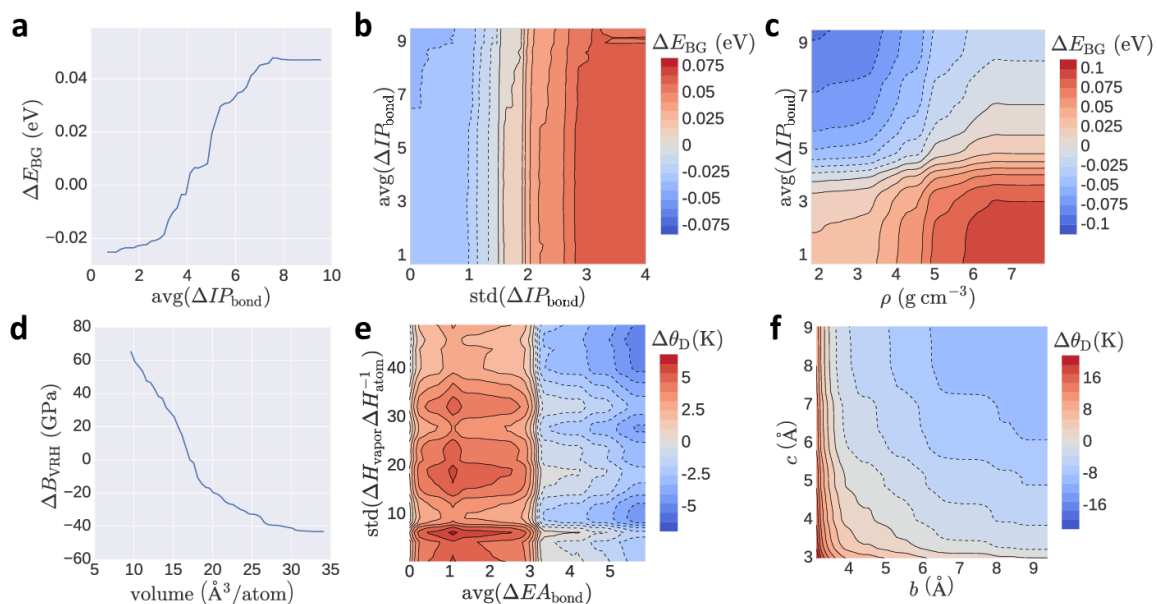 a
0.04
0.02
0.00
−0.02
ΔE_BG (eV)
0 2 4 6 8 10
avg(ΔIP_bond)
b
9
7
5
3
1
avg(ΔIP_bond)
0 1 2 3 4
std(ΔIP_bond)
ΔE_BG (eV)
0.075
0.05
0.025
0
-0.025
-0.05
-0.075
c
9
7
5
3
1
avg(ΔIP_bond)
2 3 4 5 6 7
ρ (g cm⁻³)
ΔE_BG (eV)
0.1
0.075
0.05
0.025
0
-0.025
-0.05
-0.075
-0.1
d
80
60
40
20
0
−20
−40
−60
ΔB_VRH (GPa)
5 10 15 20 25 30 35
volume (Å³/atom)
e
40
30
20
10
std(ΔH_vapor ΔH⁻¹_atom)
0 1 2 3 4 5
avg(ΔEA_bond)
Δθ_D(K)
5
2.5
0
-2.5
-5
f
9
8
7
6
5
4
3
c (Å)
4 5 6 7 8 9
b (Å)
Δθ_D(K)
16
8
0
-8
-16